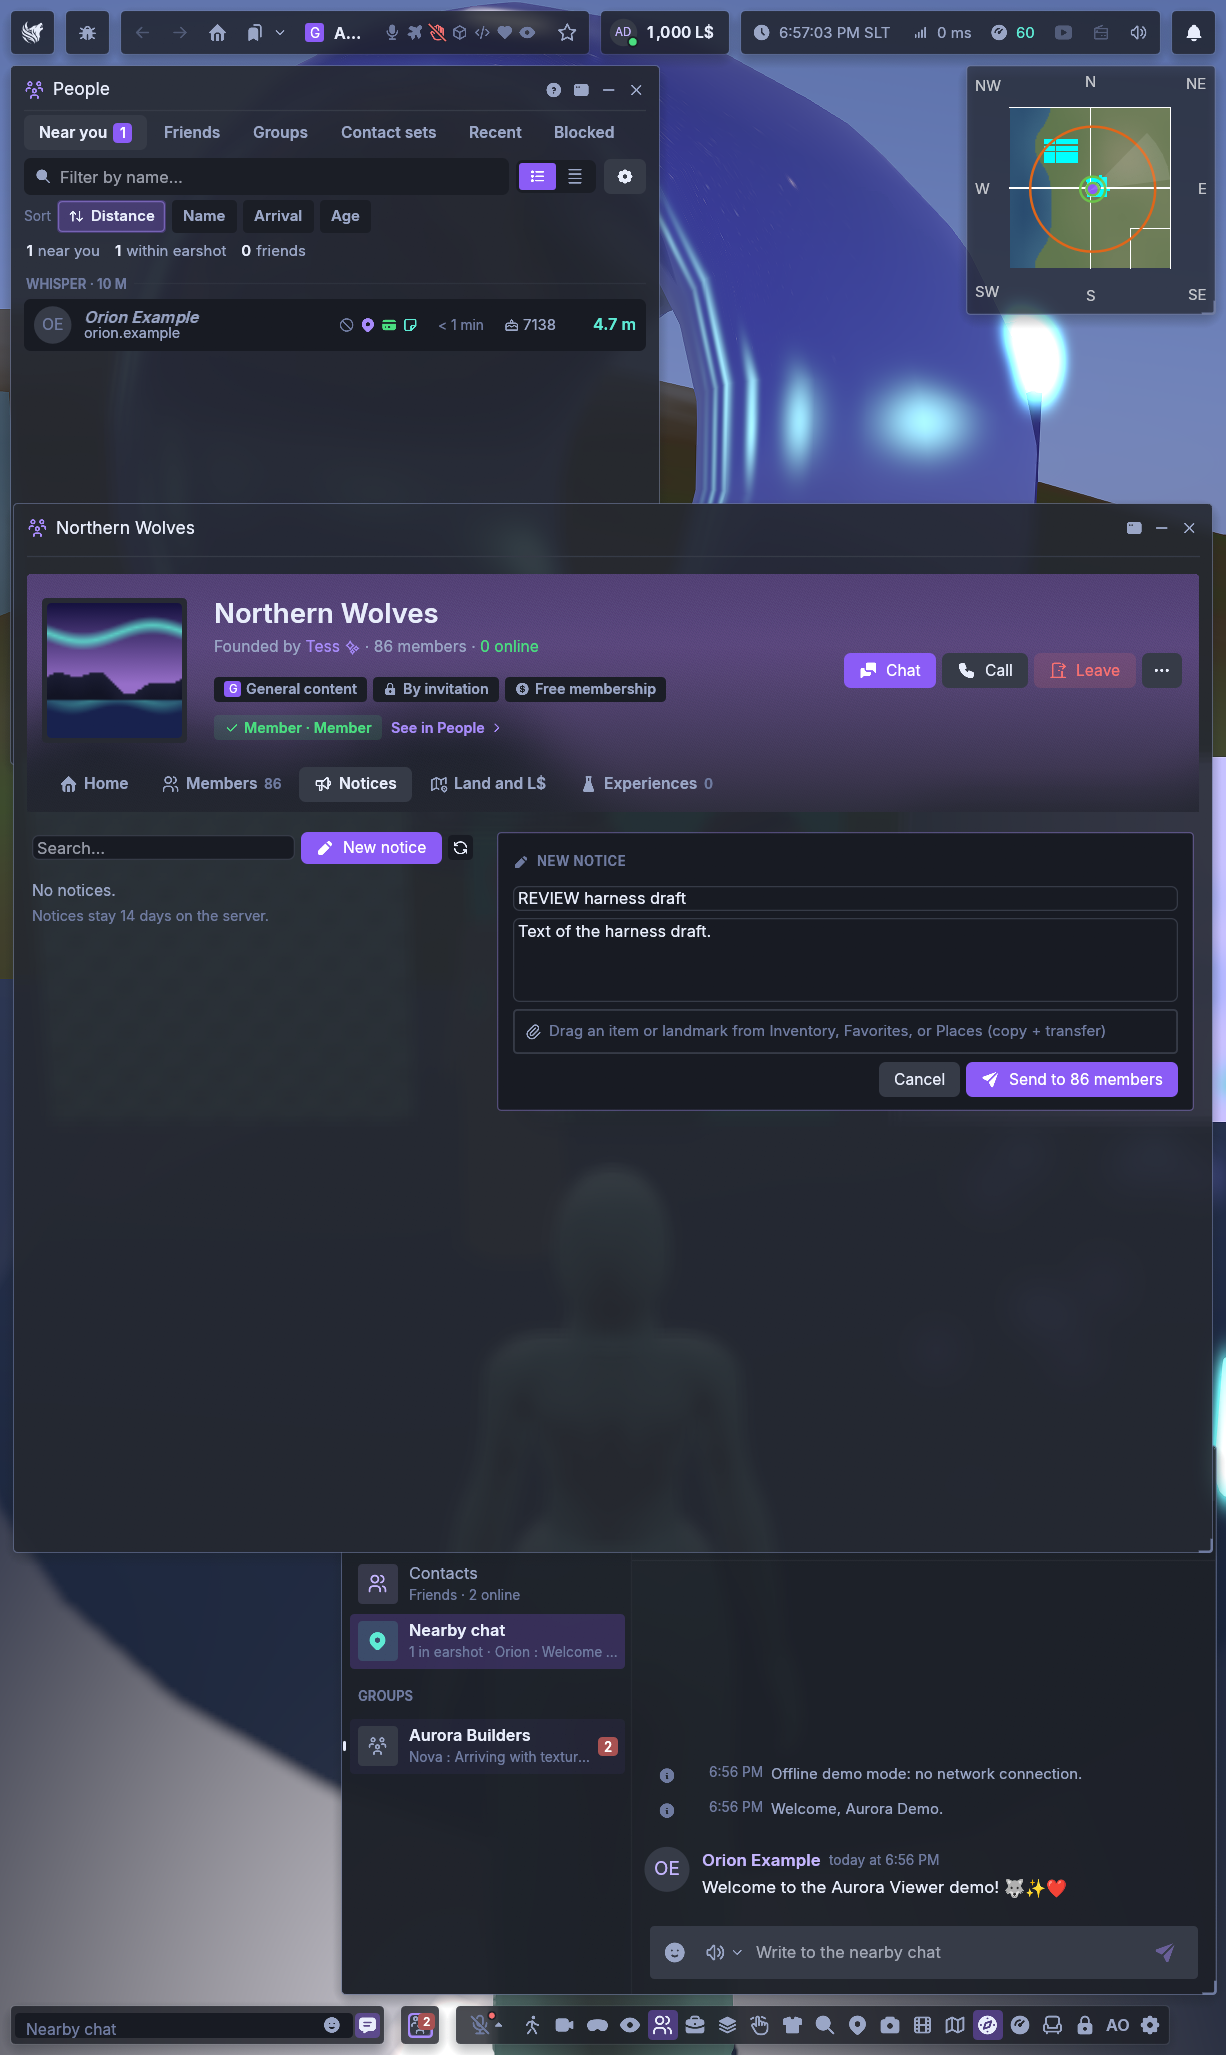 G A...
AD 1,000 L$
6:57:03 PM SLT
0 ms
60
People
Near you 1 Friends Groups Contact sets Recent Blocked
Filter by name...
Sort Distance Name Arrival Age
1 near you 1 within earshot 0 friends
WHISPER · 10 M
OE
Orion Example
orion.example
< 1 min 7138 4.7 m
NW N NE
W E
SW S SE
Northern Wolves
Northern Wolves
Founded by Tess · 86 members · 0 online
G General content By invitation Free membership
Member · Member See in People
Chat Call Leave
Home Members 86 Notices Land and L$ Experiences 0
Search... New notice
No notices.
Notices stay 14 days on the server.
NEW NOTICE
REVIEW harness draft
Text of the harness draft.
Drag an item or landmark from Inventory, Favorites, or Places (copy + transfer)
Cancel Send to 86 members
Contacts
Friends · 2 online
Nearby chat
1 in earshot · Orion : Welcome ...
GROUPS
Aurora Builders
Nova : Arriving with textur... 2
6:56 PM Offline demo mode: no network connection.
6:56 PM Welcome, Aurora Demo.
OE
Orion Example today at 6:56 PM
Welcome to the Aurora Viewer demo! 🐺✨❤️
Write to the nearby chat
Nearby chat
2
AO